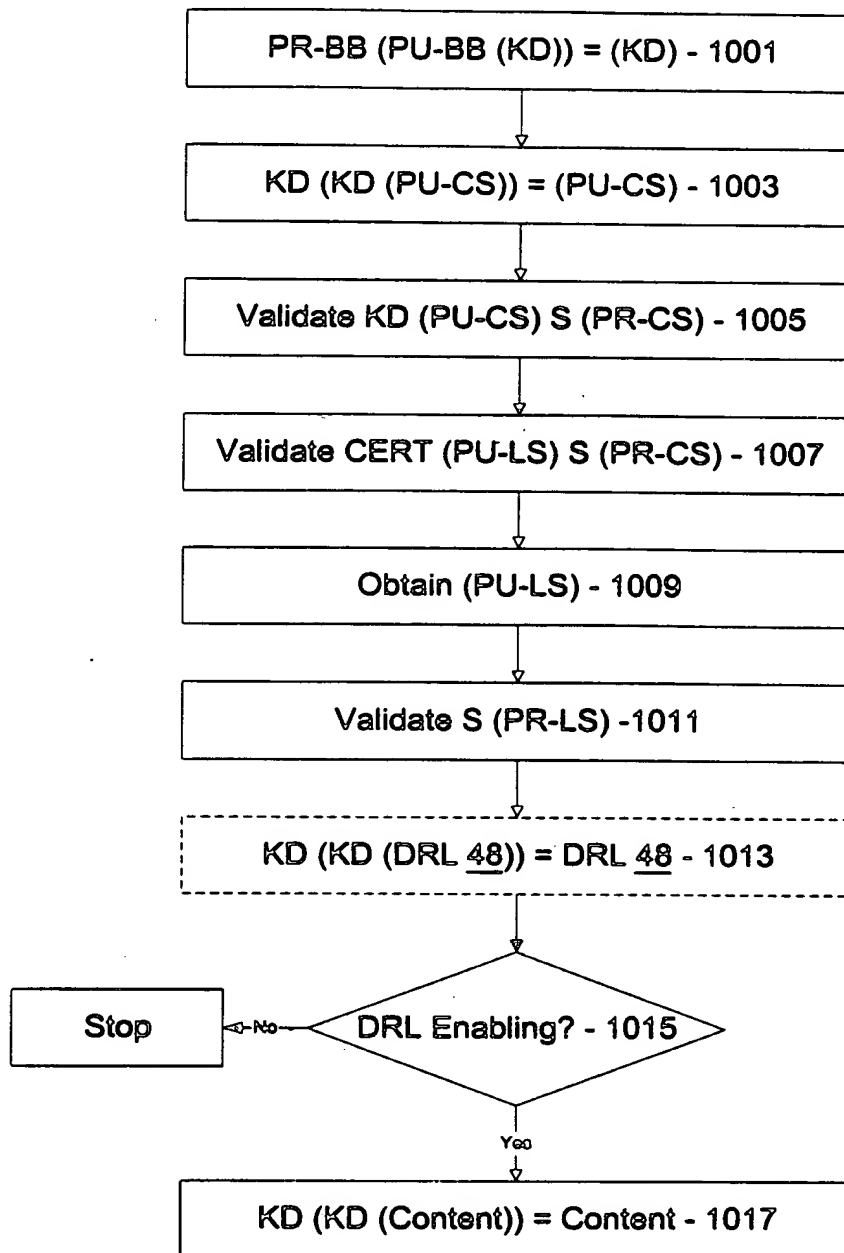 PR-BB (PU-BB (KD)) = (KD) - 1001
KD (KD (PU-CS)) = (PU-CS) - 1003
Validate KD (PU-CS) S (PR-CS) - 1005
Validate CERT (PU-LS) S (PR-CS) - 1007
Obtain (PU-LS) - 1009
Validate S (PR-LS) -1011
KD (KD (DRL 48)) = DRL 48 - 1013
DRL Enabling? - 1015
No
Stop
Yes
KD (KD (Content)) = Content - 1017